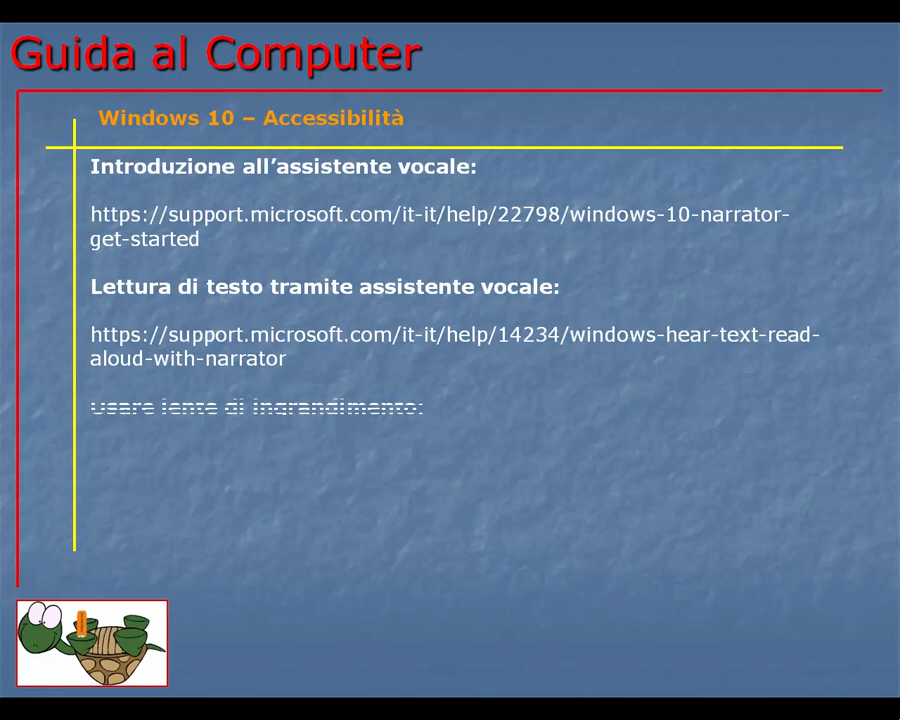 Guida al Computer
Windows 10 – Accessibilità
Introduzione all’assistente vocale:
https://support.microsoft.com/it-it/help/22798/windows-10-narrator-
get-started
Lettura di testo tramite assistente vocale:
https://support.microsoft.com/it-it/help/14234/windows-hear-text-read-
aloud-with-narrator
Usare lente di ingrandimento: